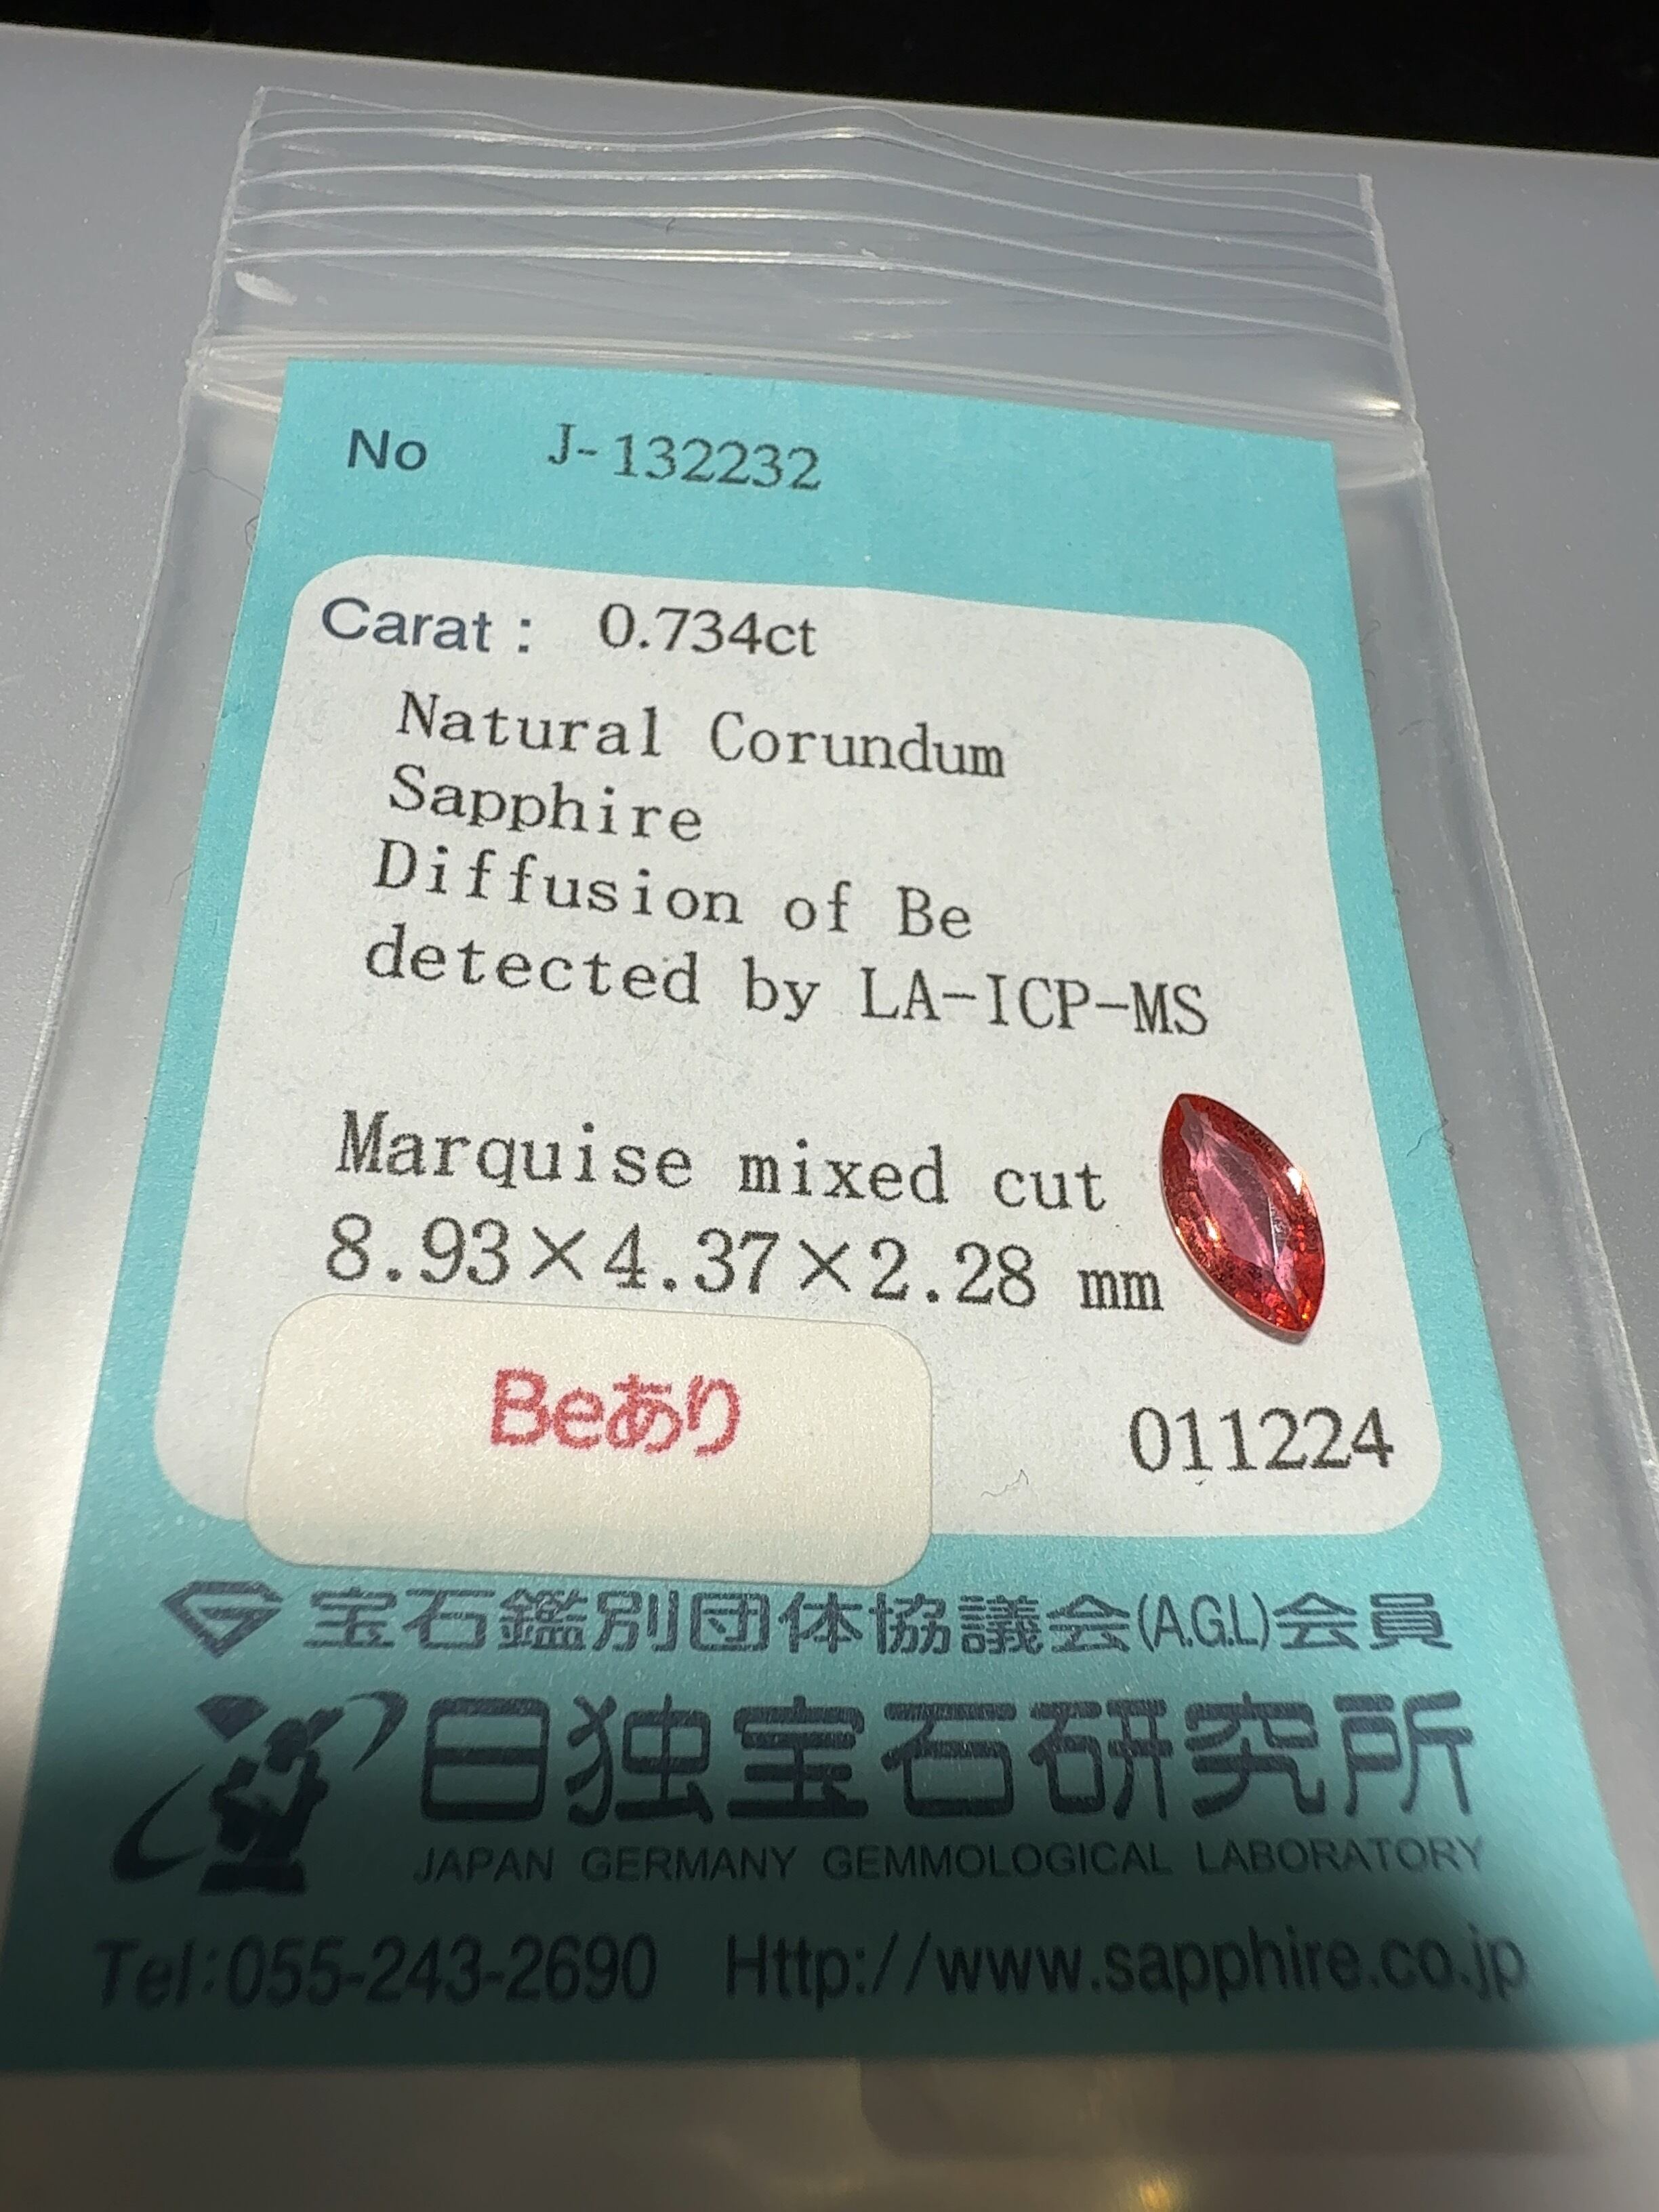 No J-132232
Carat : 0.734ct
Natural Corundum
Sapphire
Diffusion of Be
detected by LA-ICP-MS
Marquise mixed cut
8.93×4.37×2.28 mm
Beあり
011224
宝石鑑別団体協議会(A.G.L)会員
日独宝石研究所
JAPAN GERMANY GEMMOLOGICAL LABORATORY
Tel:055-243-2690 Http://www.sapphire.co.jp